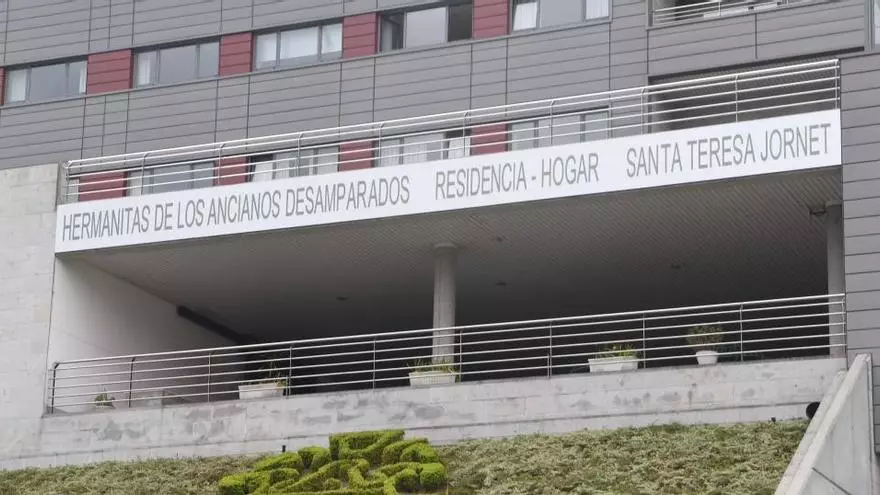 HERMANITAS DE LOS ANCIANOS DESAMPARADOS RESIDENCIA - HOGAR SANTA TERESA JORNET